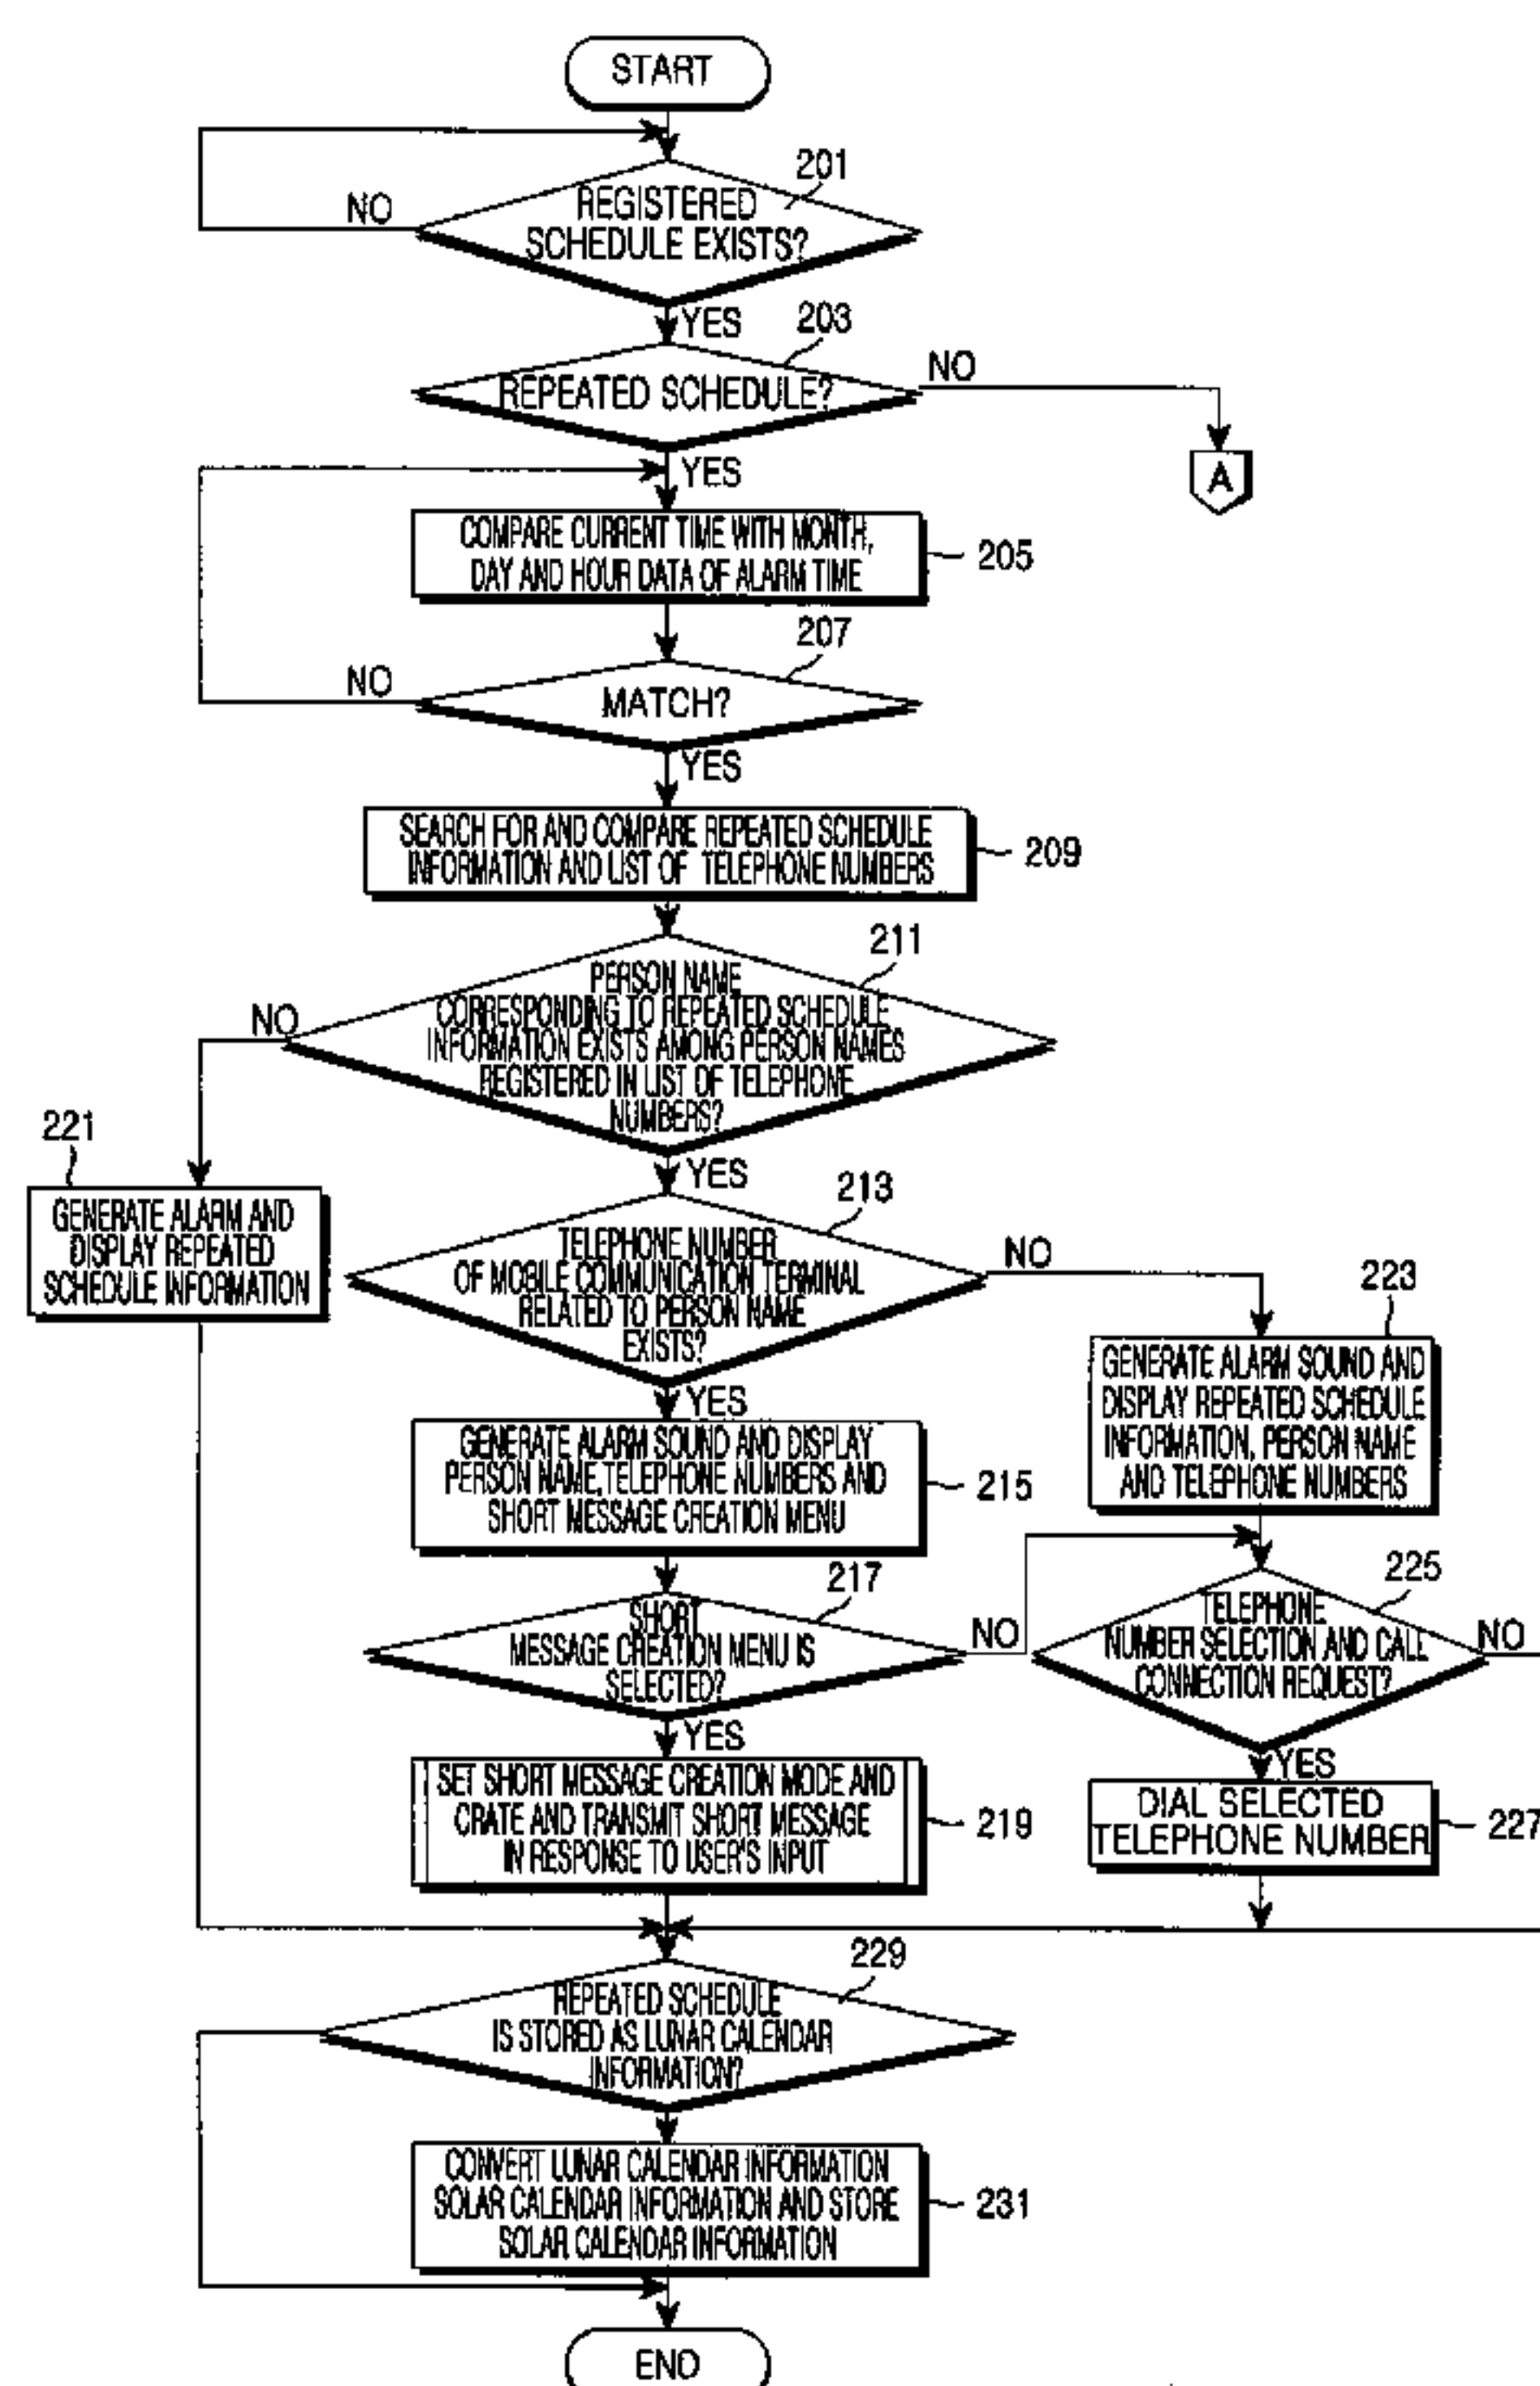 START
201
REGISTERED
SCHEDULE EXISTS?
NO
YES
203
REPEATED SCHEDULE?
NO
A
YES
COMPARE CURRENT TIME WITH MONTH,
DAY AND HOUR DATA OF ALARM TIME
205
207
MATCH?
NO
YES
SEARCH FOR AND COMPARE REPEATED SCHEDULE
INFORMATION AND LIST OF TELEPHONE NUMBERS
209
211
PERSON NAME
CORRESPONDING TO REPEATED SCHEDULE
INFORMATION EXISTS AMONG PERSON NAMES
REGISTERED IN LIST OF TELEPHONE
NUMBERS?
NO
YES
221
GENERATE ALARM AND
DISPLAY REPEATED
SCHEDULE INFORMATION
213
TELEPHONE NUMBER
OF MOBILE COMMUNICATION TERMINAL
RELATED TO PERSON NAME
EXISTS?
NO
YES
223
GENERATE ALARM SOUND AND
DISPLAY REPEATED SCHEDULE
INFORMATION, PERSON NAME
AND TELEPHONE NUMBERS
GENERATE ALARM SOUND AND DISPLAY
PERSON NAME, TELEPHONE NUMBERS AND
SHORT MESSAGE CREATION MENU
215
217
SHORT
MESSAGE CREATION MENU IS
SELECTED?
NO
YES
225
TELEPHONE
NUMBER SELECTION AND CALL
CONNECTION REQUEST?
NO
YES
SET SHORT MESSAGE CREATION MODE AND
CRATE AND TRANSMIT SHORT MESSAGE
IN RESPONSE TO USER'S INPUT
219
DIAL SELECTED
TELEPHONE NUMBER
227
229
REPEATED SCHEDULE
IS STORED AS LUNAR CALENDAR
INFORMATION?
CONVERT LUNAR CALENDAR INFORMATION
SOLAR CALENDAR INFORMATION AND STORE
SOLAR CALENDAR INFORMATION
231
END